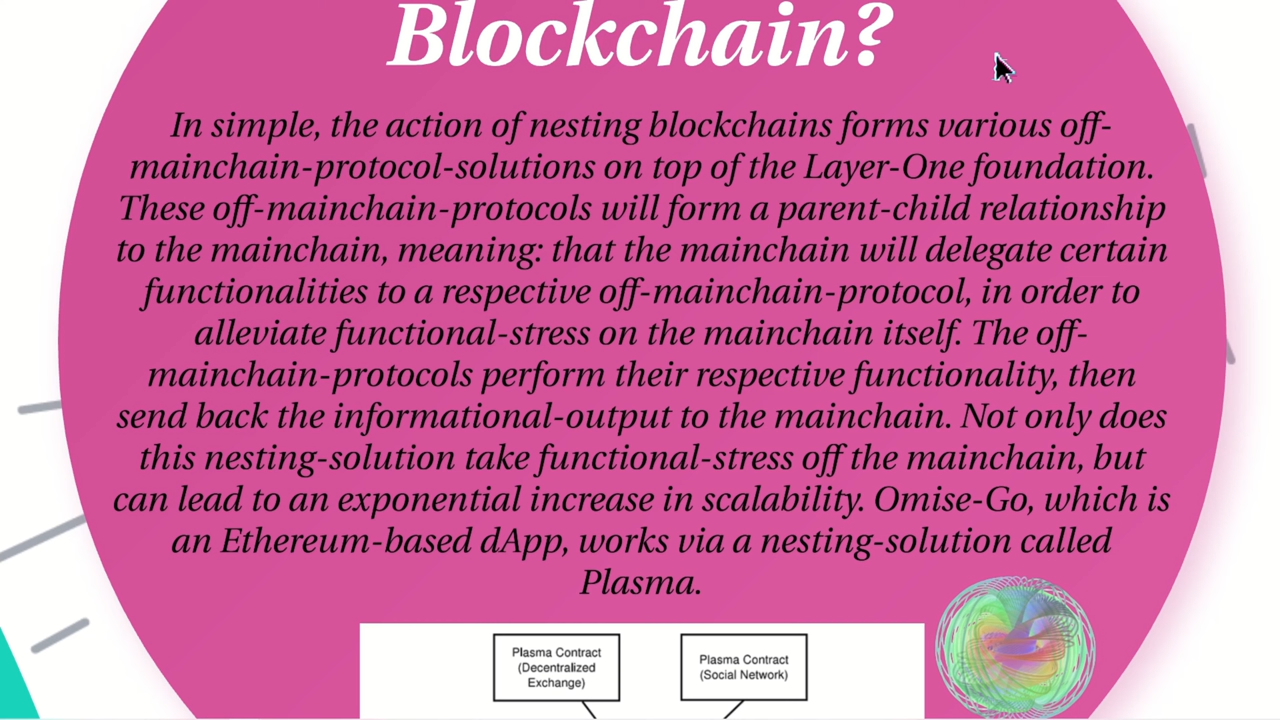 Blockchain?
In simple, the action of nesting blockchains forms various off-
mainchain-protocol-solutions on top of the Layer-One foundation.
These off-mainchain-protocols will form a parent-child relationship
to the mainchain, meaning: that the mainchain will delegate certain
functionalities to a respective off-mainchain-protocol, in order to
alleviate functional-stress on the mainchain itself. The off-
mainchain-protocols perform their respective functionality, then
send back the informational-output to the mainchain. Not only does
this nesting-solution take functional-stress off the mainchain, but
can lead to an exponential increase in scalability. Omise-Go, which is
an Ethereum-based dApp, works via a nesting-solution called
Plasma.
Plasma Contract
(Decentralized
Exchange)
Plasma Contract
(Social Network)